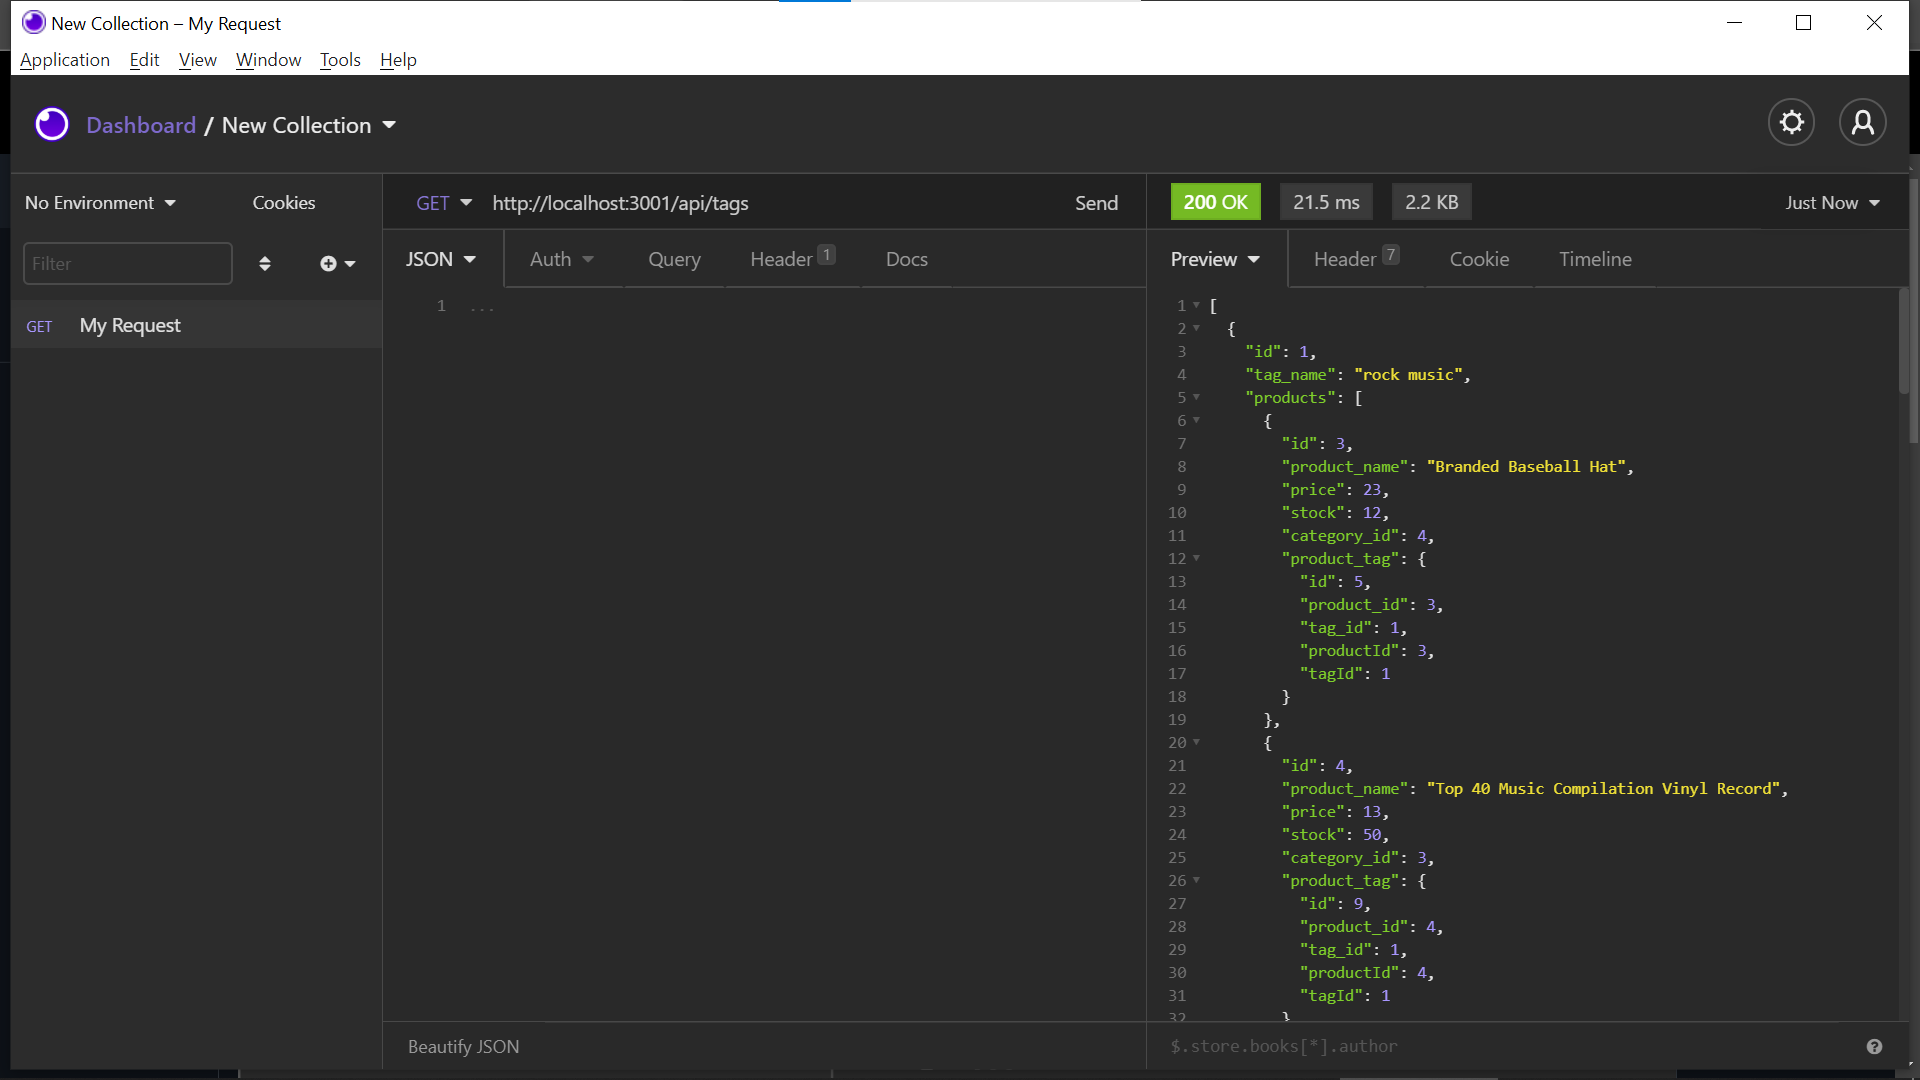 New Collection – My Request
Application Edit View Window Tools Help
Dashboard / New Collection
No Environment Cookies
GET http://localhost:3001/api/tags Send
200 OK 21.5 ms 2.2 KB Just Now
Filter
JSON Auth Query Header 1 Docs
Preview Header 7 Cookie Timeline
GET My Request
1 ...
1 [
2 {
3 "id": 1,
4 "tag_name": "rock music",
5 "products": [
6 {
7 "id": 3,
8 "product_name": "Branded Baseball Hat",
9 "price": 23,
10 "stock": 12,
11 "category_id": 4,
12 "product_tag": {
13 "id": 5,
14 "product_id": 3,
15 "tag_id": 1,
16 "productId": 3,
17 "tagId": 1
18 }
19 },
20 {
21 "id": 4,
22 "product_name": "Top 40 Music Compilation Vinyl Record",
23 "price": 13,
24 "stock": 50,
25 "category_id": 3,
26 "product_tag": {
27 "id": 9,
28 "product_id": 4,
29 "tag_id": 1,
30 "productId": 4,
31 "tagId": 1
32 }
Beautify JSON
$.store.books[*].author